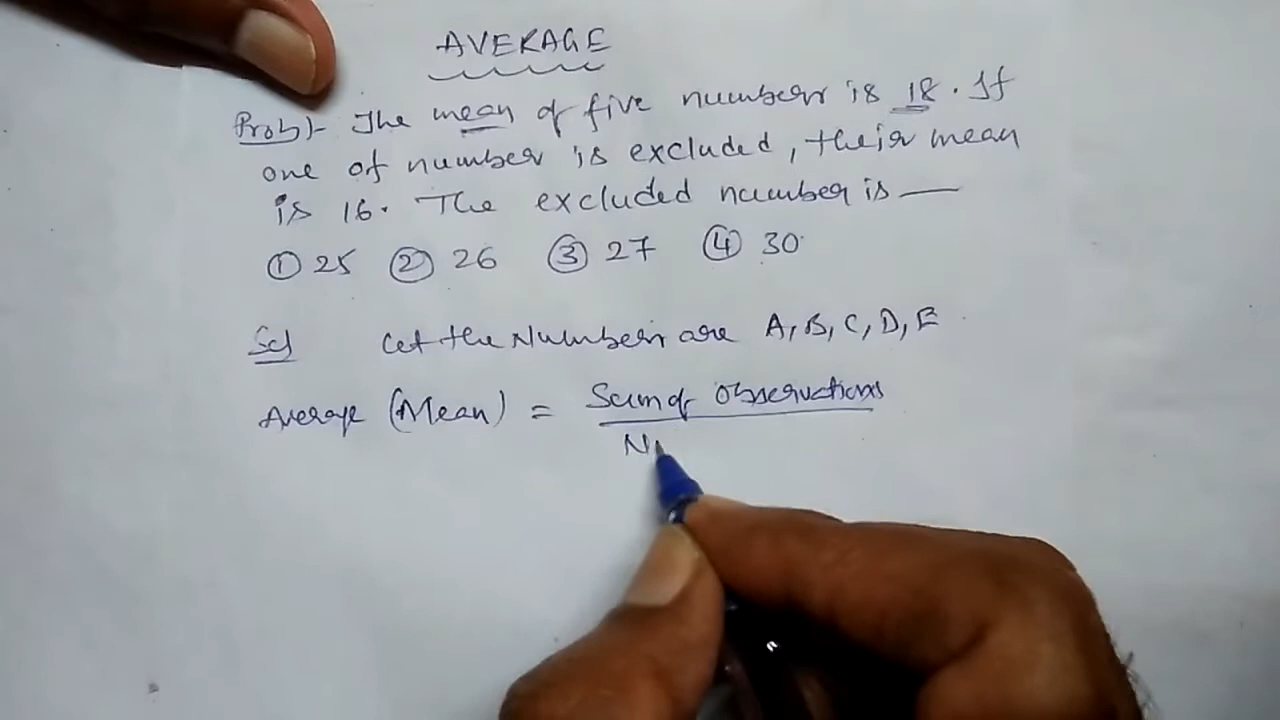 AVERAGE
Prob:- The mean of five numbers is 18. If
one of number is excluded, their mean
is 16. The excluded number is —
① 25 ② 26 ③ 27 ④ 30
Sol Let the Numbers are A, B, C, D, E
Average (Mean) = Sum of Observations
N